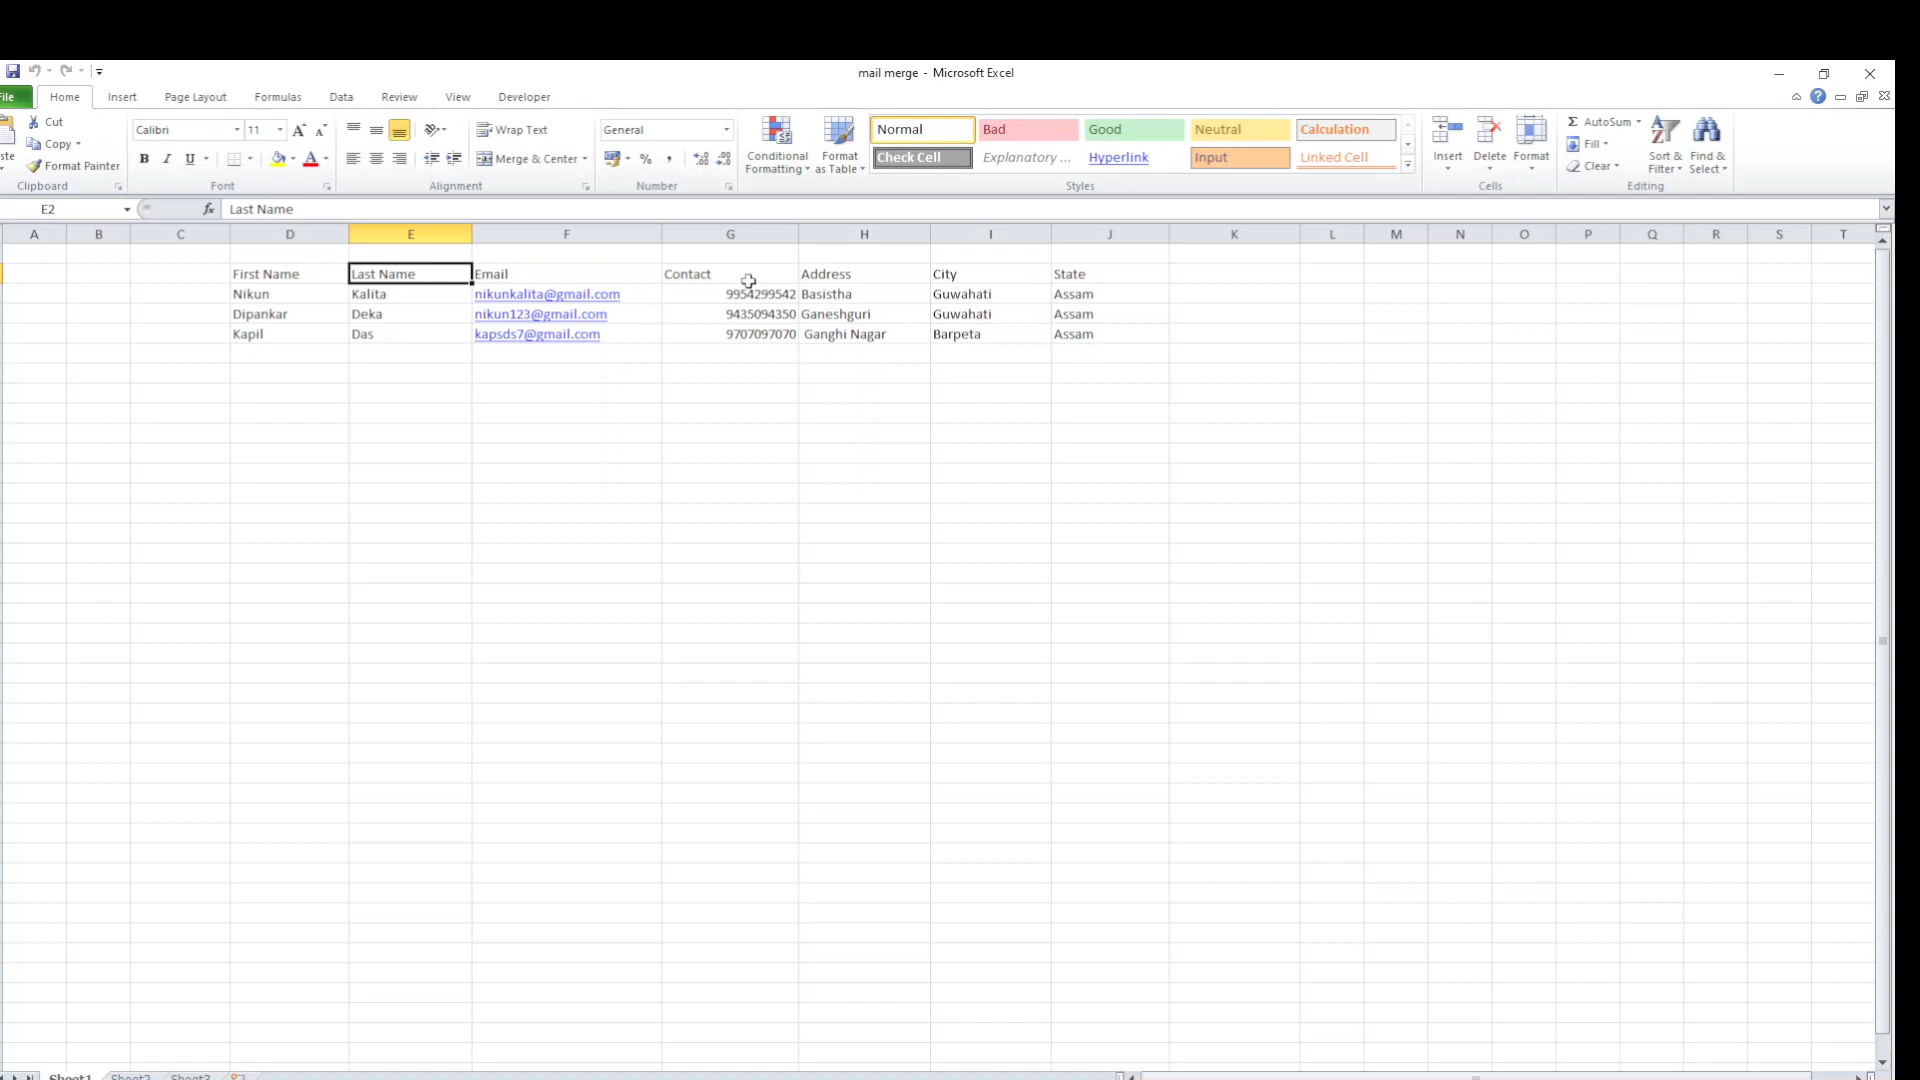 mail merge - Microsoft Excel
File Home Insert Page Layout Formulas Data Review View Developer
Cut
Copy
Format Painter
Clipboard
Calibri 11
B I U
Font
Wrap Text
Merge & Center
Alignment
General
%
Number
Conditional Formatting
Format as Table
Normal Bad Good Neutral Calculation
Check Cell Explanatory ... Hyperlink Input Linked Cell
Styles
Insert Delete Format
Cells
Σ AutoSum
Fill
Clear
Sort & Filter
Find & Select
Editing
E2 fx Last Name
A B C D E F G H I J K L M N O P Q R S T
First Name Last Name Email Contact Address City State
Nikun Kalita nikunkalita@gmail.com 9954299542 Basistha Guwahati Assam
Dipankar Deka nikun123@gmail.com 9435094350 Ganeshguri Guwahati Assam
Kapil Das kapsds7@gmail.com 9707097070 Ganghi Nagar Barpeta Assam
Sheet1 Sheet2 Sheet3